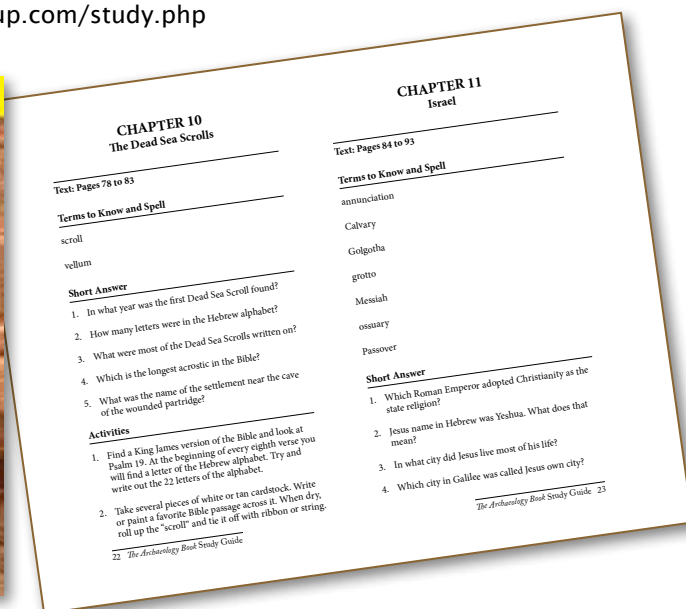 up.com/study.php
CHAPTER 10
The Dead Sea Scrolls
Text: Pages 78 to 83
Terms to Know and Spell
scroll
vellum
Short Answer
1. In what year was the first Dead Sea Scroll found?
2. How many letters were in the Hebrew alphabet?
3. What were most of the Dead Sea Scrolls written on?
4. Which is the longest acrostic in the Bible?
5. What was the name of the settlement near the cave
of the wounded partridge?
Activities
1. Find a King James version of the Bible and look at
Psalm 19. At the beginning of every eighth verse you
will find a letter of the Hebrew alphabet. Try and
write out the 22 letters of the alphabet.
2. Take several pieces of white or tan cardstock. Write
or paint a favorite Bible passage across it. When dry,
roll up the “scroll” and tie it off with ribbon or string.
22 The Archaeology Book Study Guide
CHAPTER 11
Israel
Text: Pages 84 to 93
Terms to Know and Spell
annunciation
Calvary
Golgotha
grotto
Messiah
ossuary
Passover
Short Answer
1. Which Roman Emperor adopted Christianity as the
state religion?
2. Jesus name in Hebrew was Yeshua. What does that
mean?
3. In what city did Jesus live most of his life?
4. Which city in Galilee was called Jesus own city?
The Archaeology Book Study Guide 23